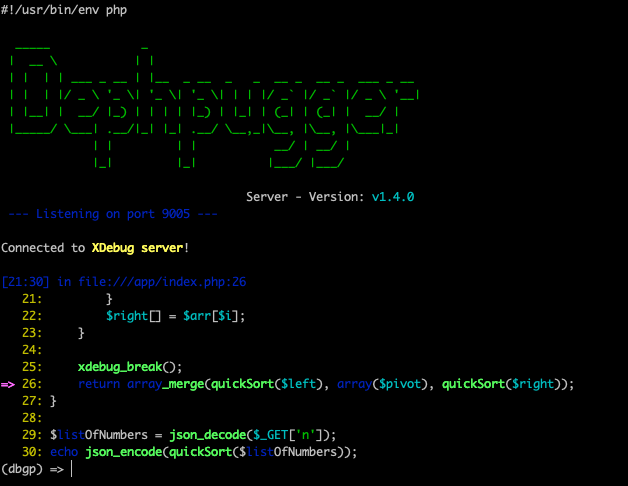 #!/usr/bin/env php
Dephpugger
Server - Version: v1.4.0
--- Listening on port 9005 ---
Connected to XDebug server!
[21:30] in file:///app/index.php:26
21:         }
22:         $right[] = $arr[$i];
23:     }
24:
25:     xdebug_break();
=> 26:     return array_merge(quickSort($left), array($pivot), quickSort($right));
27: }
28:
29: $listOfNumbers = json_decode($_GET['n']);
30: echo json_encode(quickSort($listOfNumbers));
(dbgp) =>